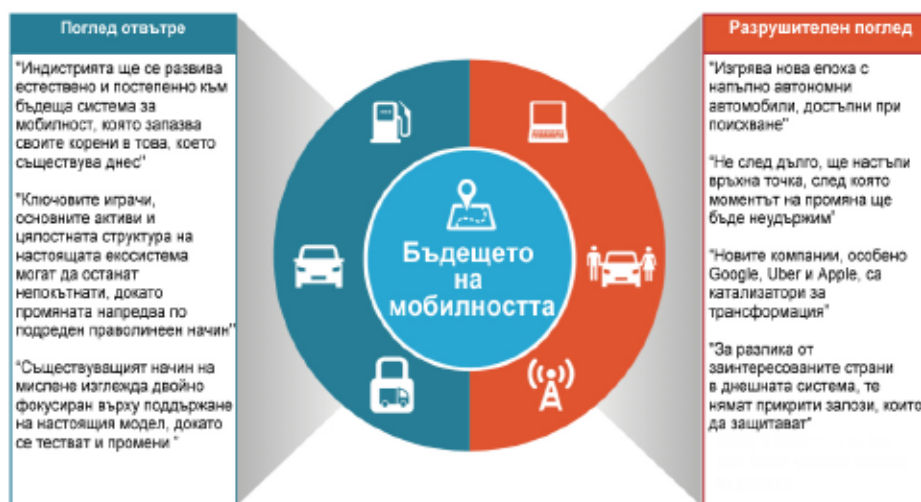 Поглед отвътре
"Индистрията ще се развива
естествено и постепенно към
бъдеща система за
мобилност, която запазва
своите корени в това, което
съществува днес"
"Ключовите играчи,
основните активи и
цялостната структура на
настоящата екосистема
могат да останат
непокътнати, докато
промяната напредва по
подреден праволинеен начин"
"Съществуващият начин на
мислене изглежда двойно
фокусиран върху поддържане
на настоящия модел, докато
се тестват и промени "
Бъдещето
на
мобилността
Разрушителен поглед
"Изгрява нова епоха с
напълно автономни
автомобили, достъпни при
поисхване"
"Не след дълго, ще настъпи
връхна точка, след която
моментът на промяна ще
бъде неудържим"
"Новите компании, особено
Google, Uber и Apple, са
катализатори за
трансформация"
"За разлика от
заинтересованите страни
в днешната система, те
нямат прикрити залози, които
да защитават"